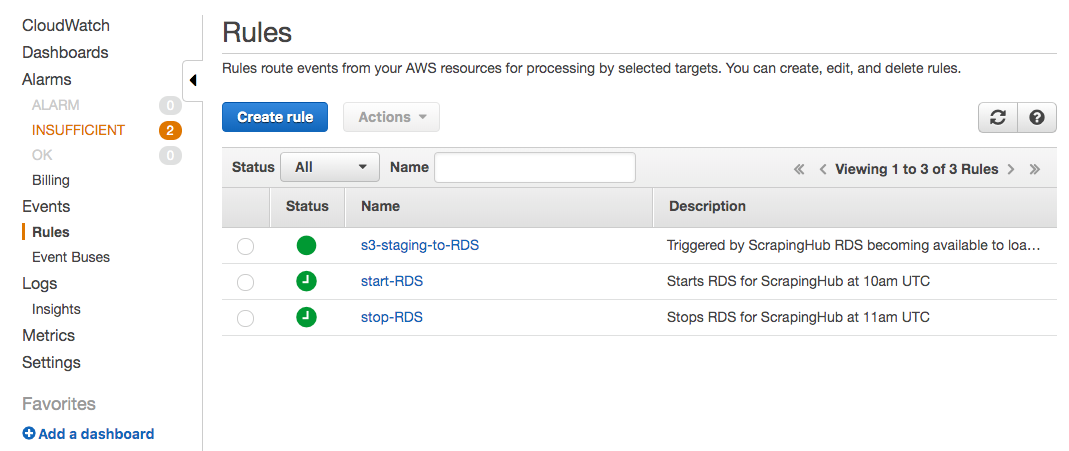 CloudWatch
Dashboards
Alarms
ALARM 0
INSUFFICIENT 2
OK 0
Billing
Events
Rules
Event Buses
Logs
Insights
Metrics
Settings
Favorites
Add a dashboard
Rules
Rules route events from your AWS resources for processing by selected targets. You can create, edit, and delete rules.
Create rule Actions
Status All Name « < Viewing 1 to 3 of 3 Rules > »
Status Name Description
s3-staging-to-RDS Triggered by ScrapingHub RDS becoming available to loa...
start-RDS Starts RDS for ScrapingHub at 10am UTC
stop-RDS Stops RDS for ScrapingHub at 11am UTC